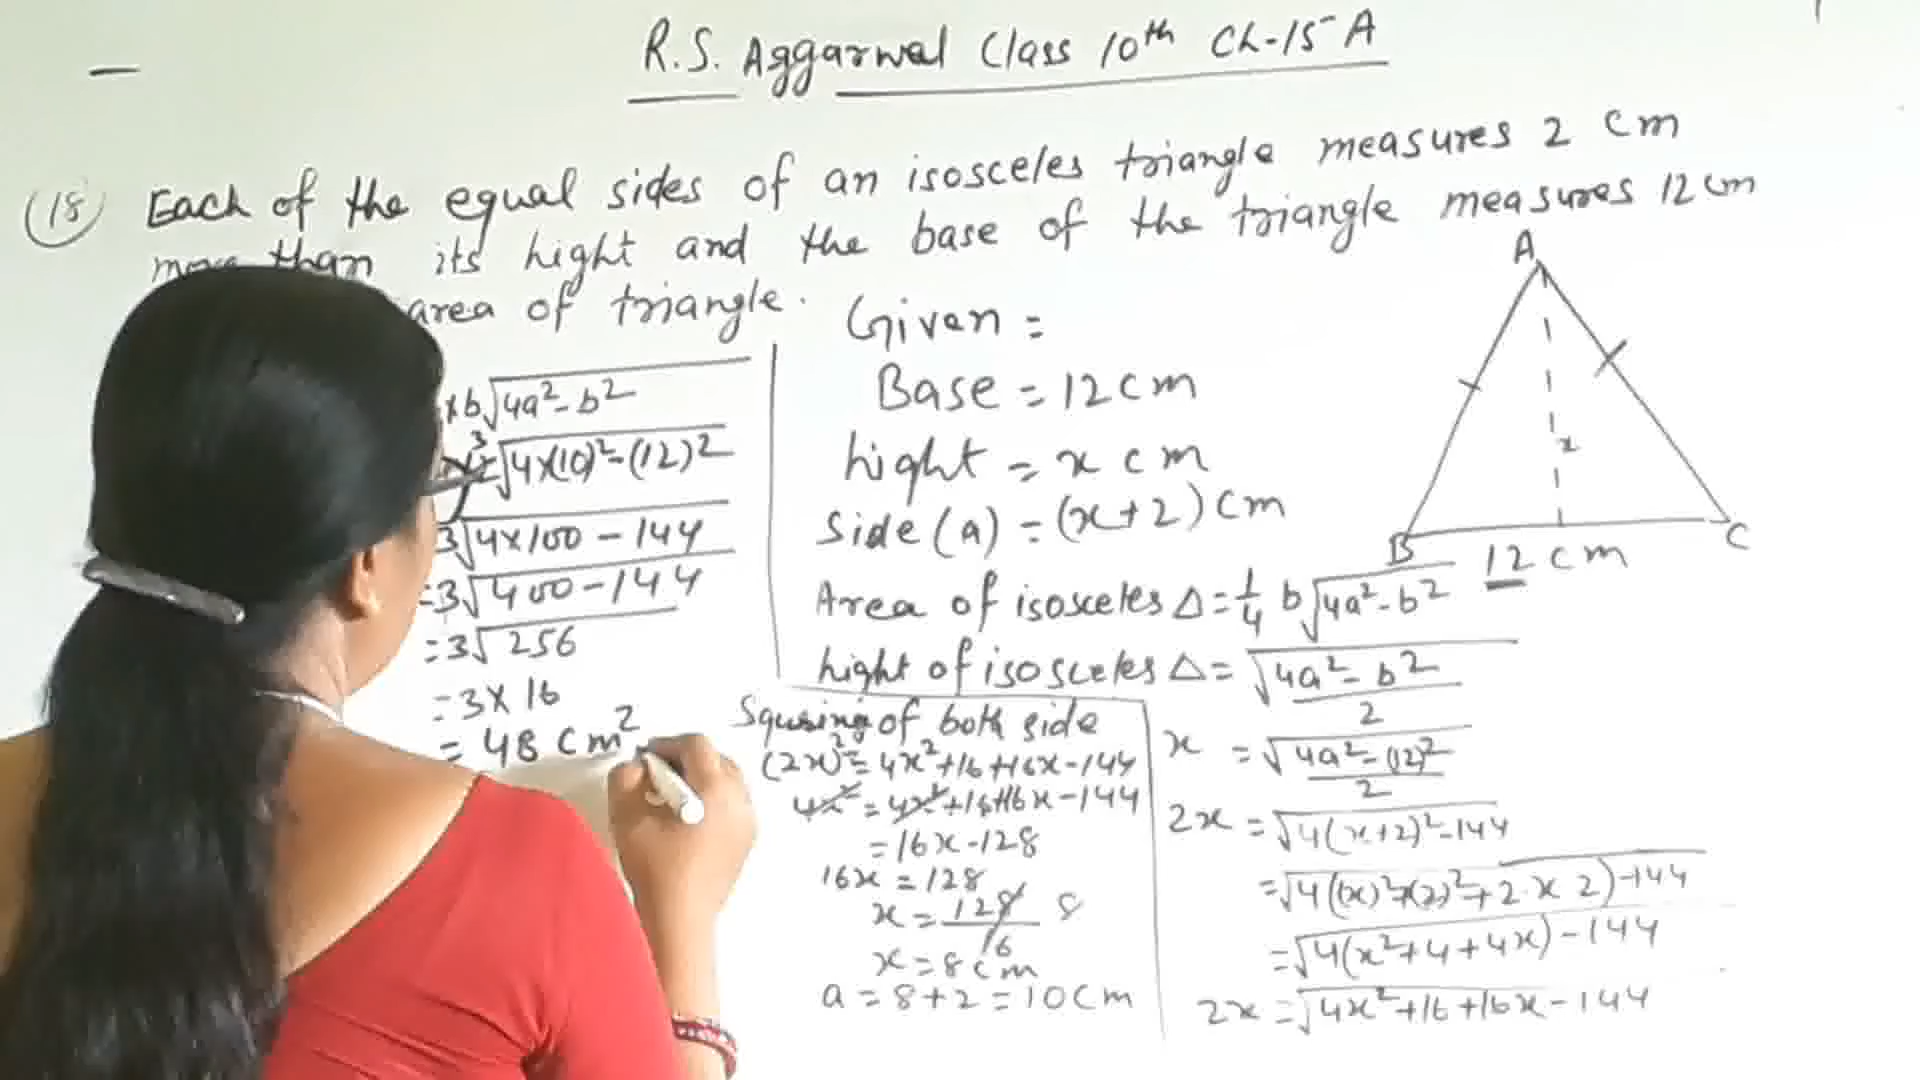 R.S. Aggarwal Class 10th Ch-15 A
(18) Each of the equal sides of an isosceles triangle measures 2 cm
more than its hight and the base of the triangle measures 12 cm
area of triangle.
×b√4a²-b²
3√4×(10)²-(12)²
3√4×100-144
=3√400-144
=3√256
=3×16
=48 cm²
Given =
Base = 12 cm
hight = x cm
Side (a) = (x+2) cm
Area of isosceles Δ = 1/4 b√4a²-b²
hight of isosceles Δ = √4a²-b²/2
A
x
B
C
12 cm
x = √4a²-(12)²/2
2x = √4(x+2)²-144
=√4((x)²+(2)²+2·x 2)-144
=√4(x²+4+4x)-144
2x=√4x²+16+16x-144
Squring of both side
(2x)²=4x²+16+16x-144
4x²=4x²+16+16x-144
=16x-128
16x=128
x=128/16 8
x=8cm
a=8+2=10cm